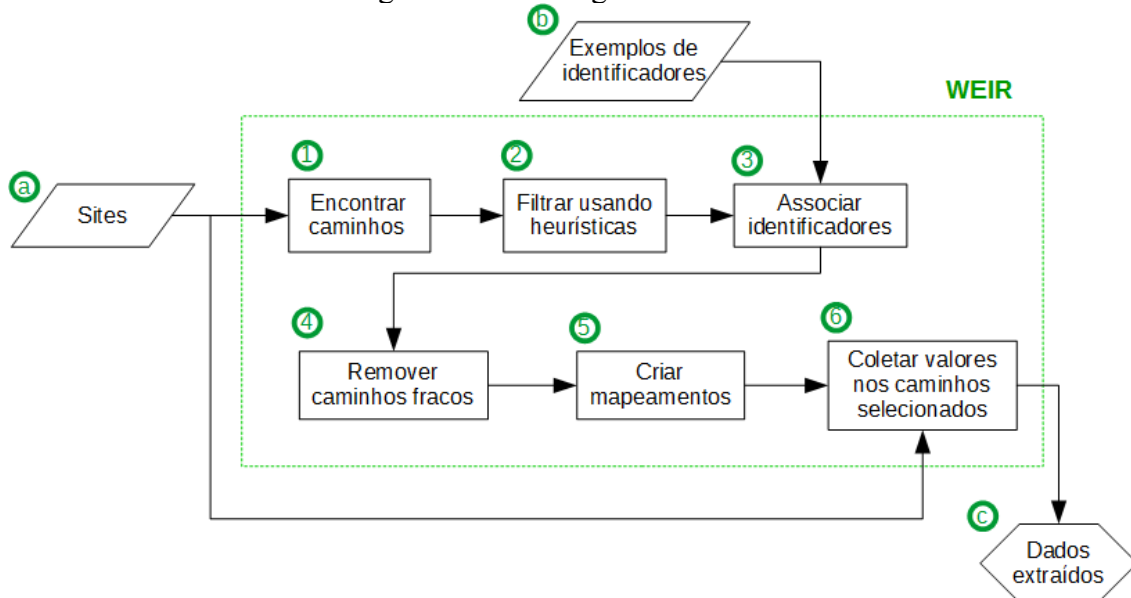 b
Exemplos de
identificadores
WEIR
a
Sites
1
Encontrar
caminhos
2
Filtrar usando
heurísticas
3
Associar
identificadores
4
Remover
caminhos fracos
5
Criar
mapeamentos
6
Coletar valores
nos caminhos
selecionados
c
Dados
extraídos